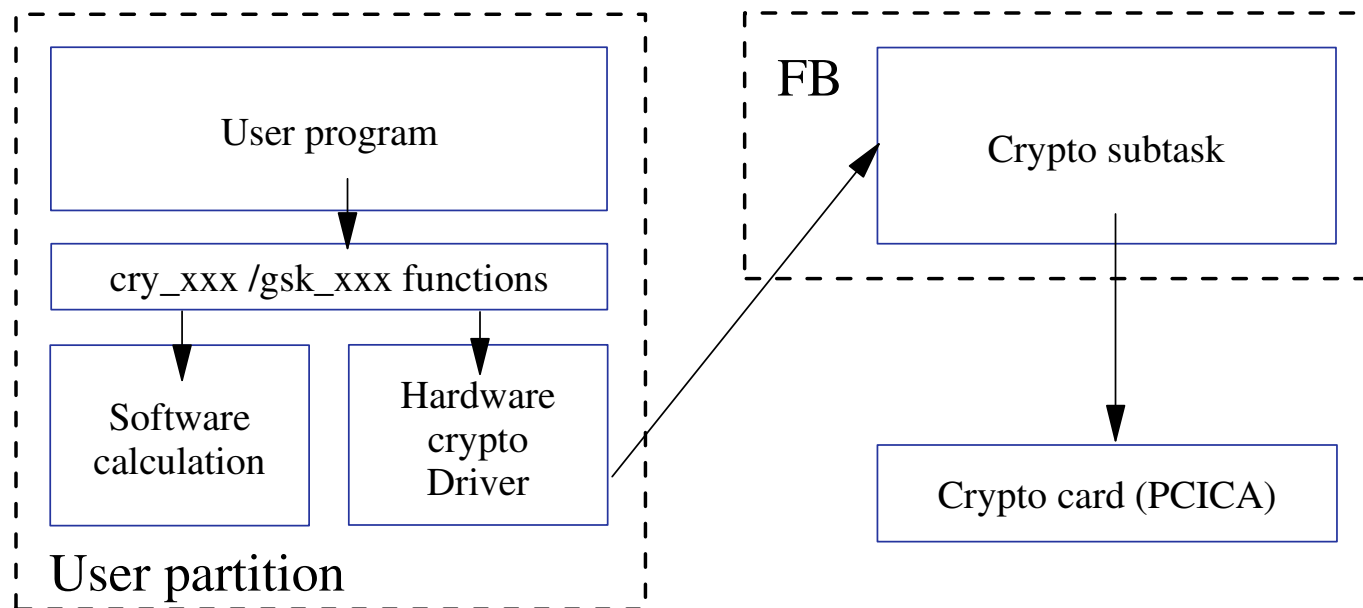 User program
cry_xxx /gsk_xxx functions
Software
calculation
Hardware
crypto
Driver
User partition
FB
Crypto subtask
Crypto card (PCICA)